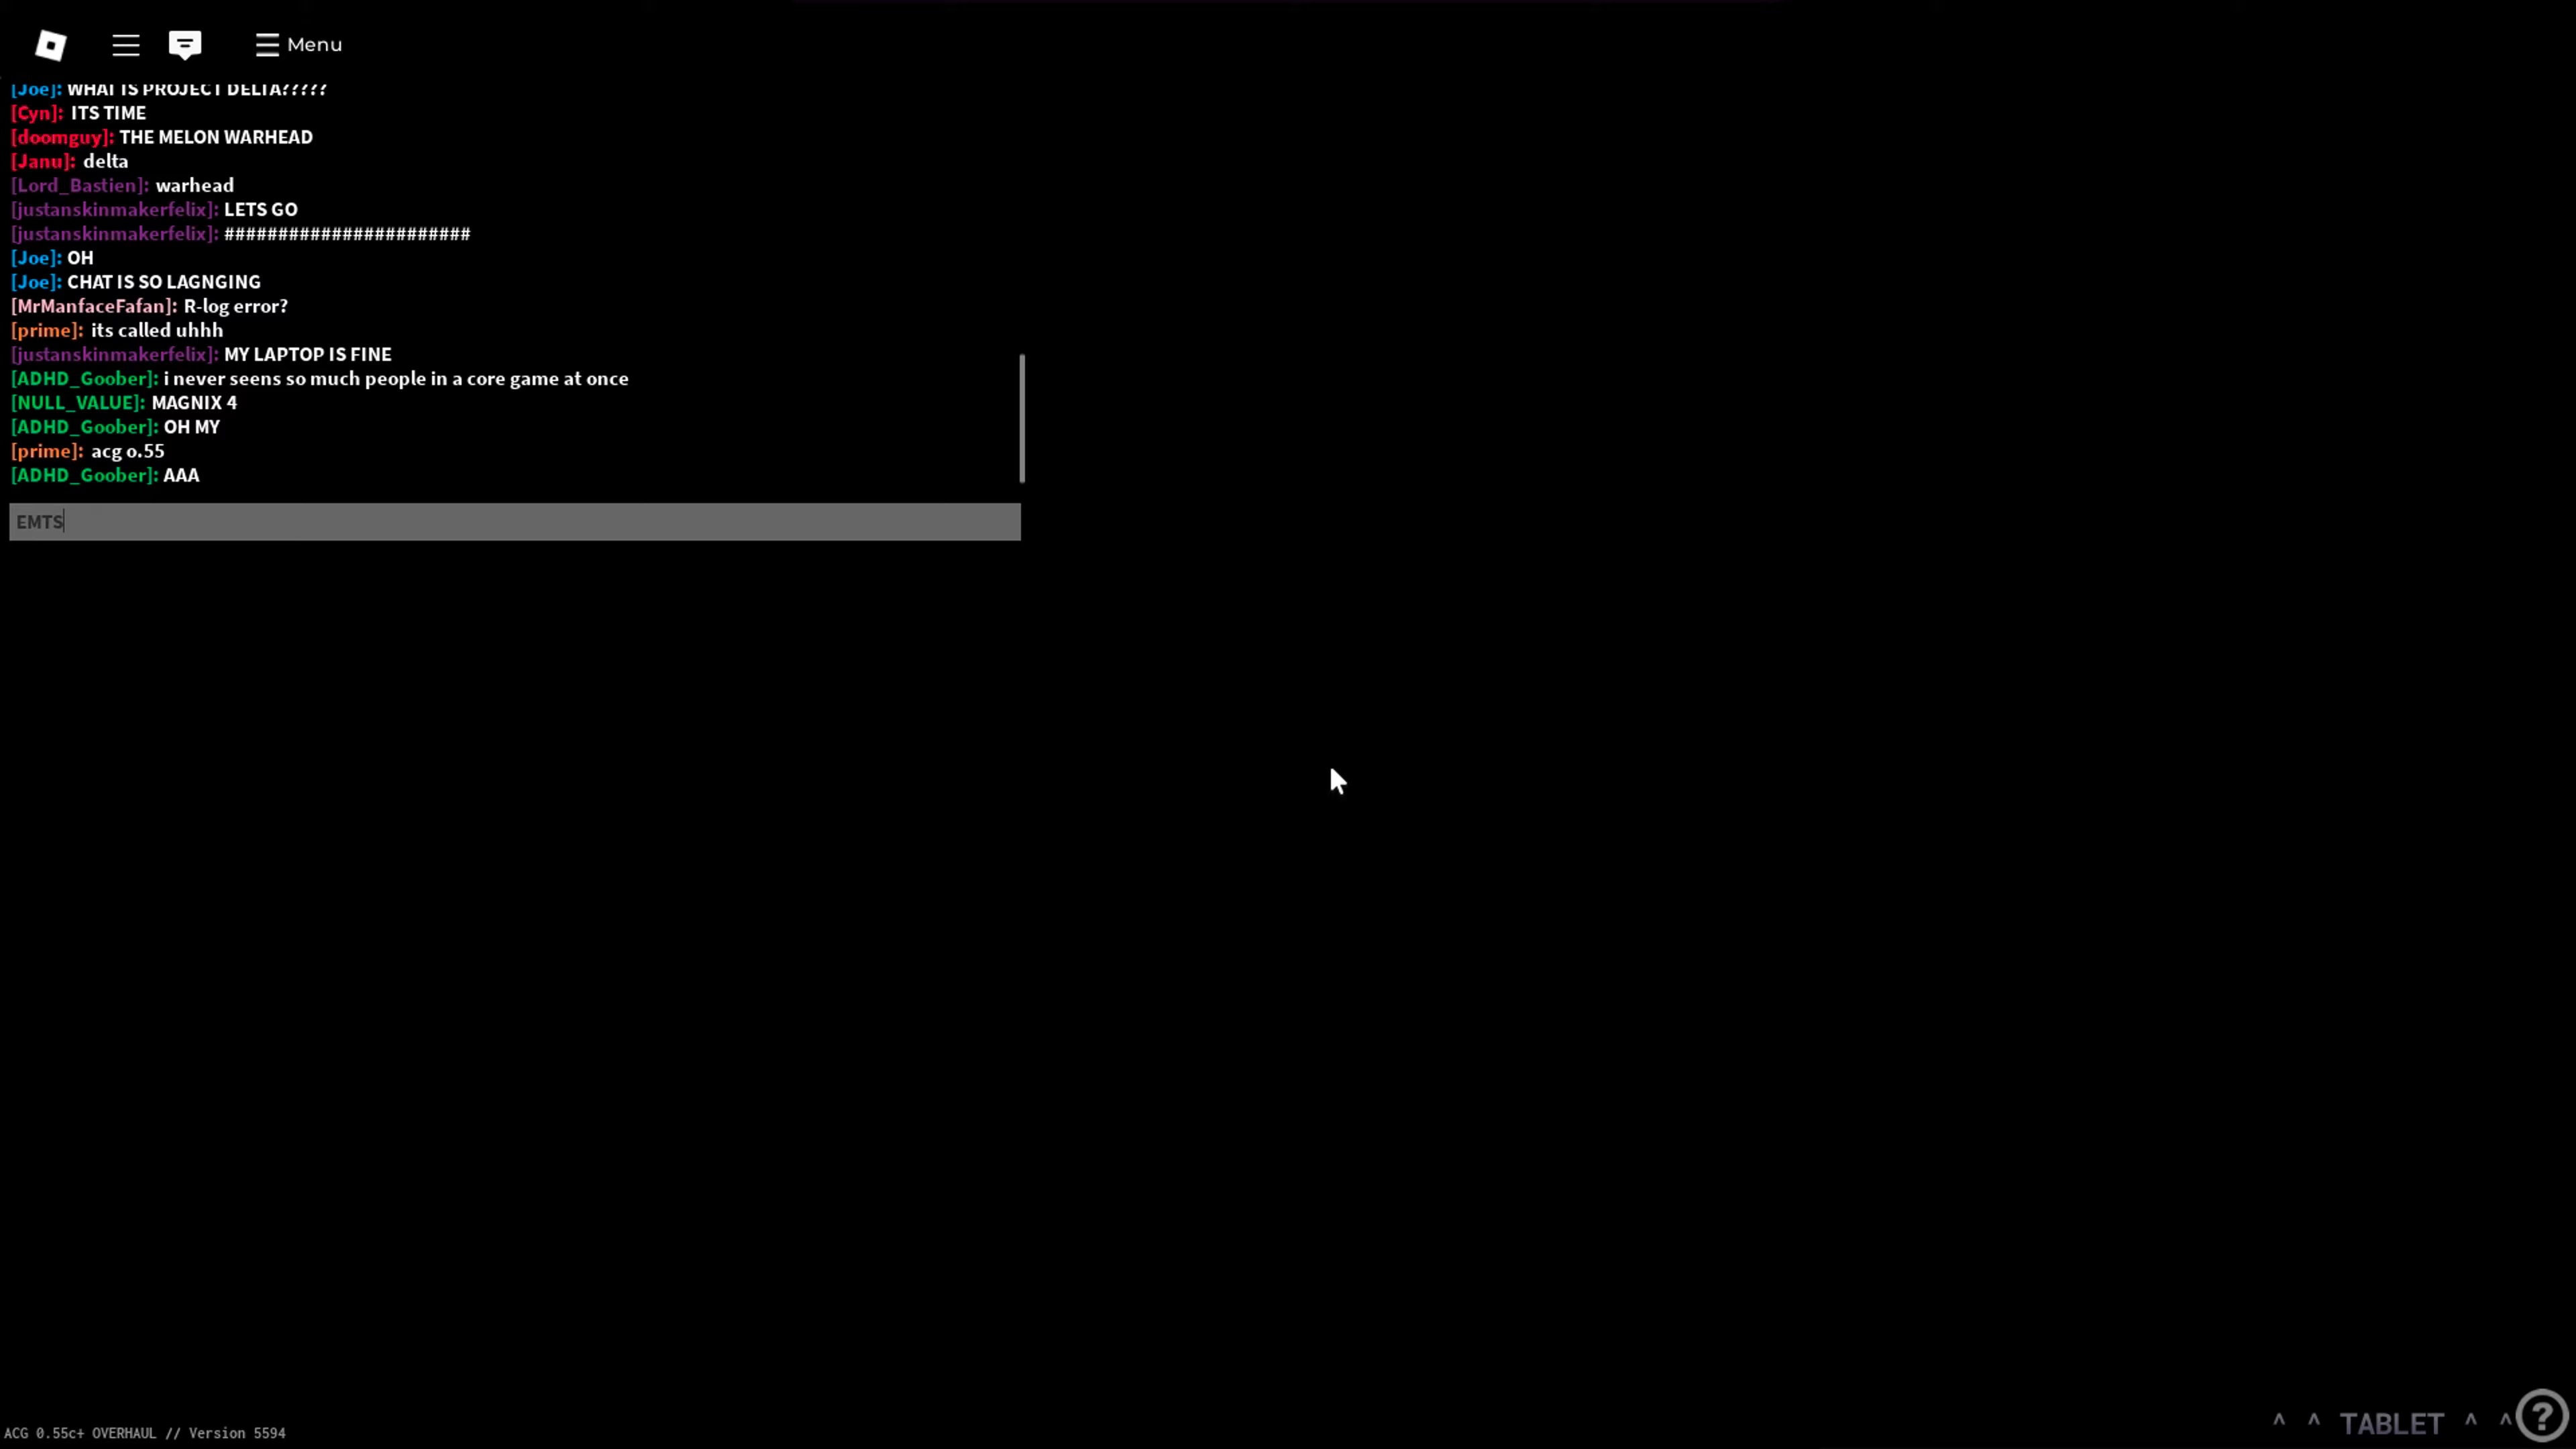 Menu
[Joe]: WHAT IS PROJECT DELTA?????
[Cyn]: ITS TIME
[doomguy]: THE MELON WARHEAD
[Janu]: delta
[Lord_Bastien]: warhead
[justanskinmakerfelix]: LETS GO
[justanskinmakerfelix]: #######################
[Joe]: OH
[Joe]: CHAT IS SO LAGNGING
[MrManfaceFafan]: R-log error?
[prime]: its called uhhh
[justanskinmakerfelix]: MY LAPTOP IS FINE
[ADHD_Goober]: i never seens so much people in a core game at once
[NULL_VALUE]: MAGNIX 4
[ADHD_Goober]: OH MY
[prime]: acg 0.55
[ADHD_Goober]: AAA
EMTS
ACG 0.55c+ OVERHAUL // Version 5594
^ ^ TABLET ^ ^
?